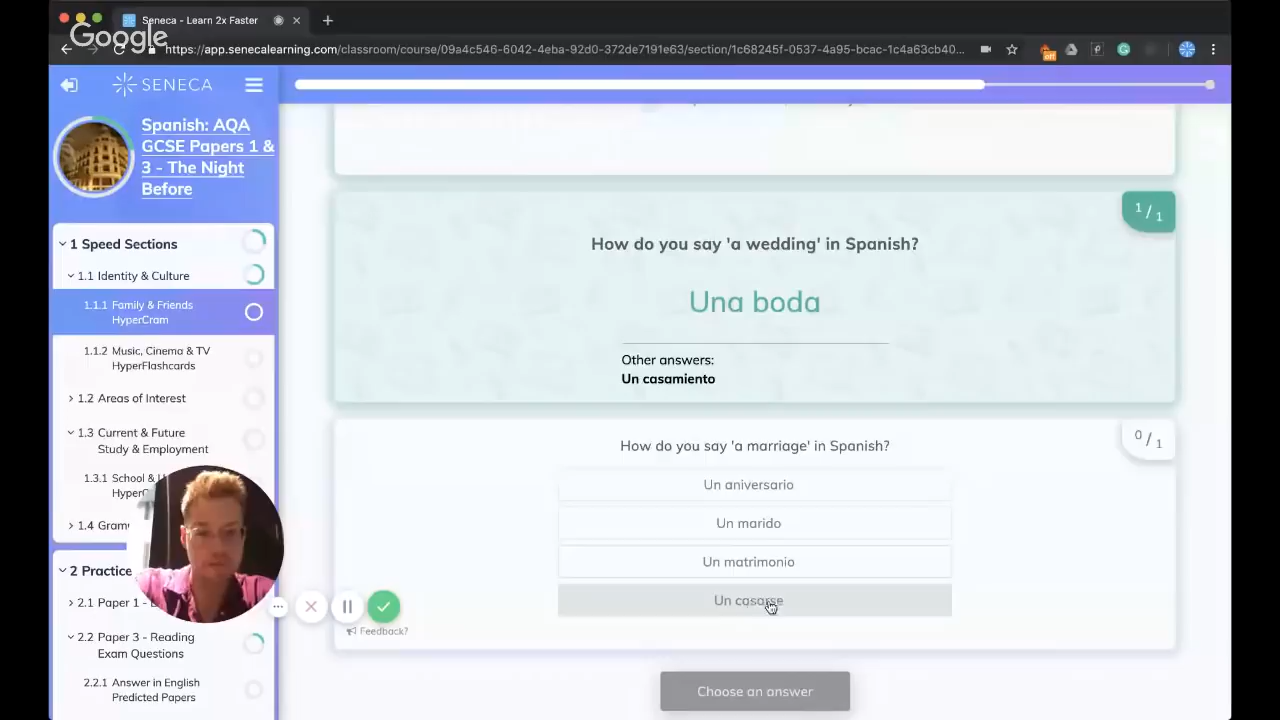 Seneca - Learn 2x Faster
Google
https://app.senecalearning.com/classroom/course/09a4c546-6042-4eba-92d0-372de7191e63/section/1c68245f-0537-4a95-bcac-1c4a63cb40...
SENECA
Spanish: AQA
GCSE Papers 1 &
3 - The Night
Before
1 Speed Sections
1.1 Identity & Culture
1.1.1 Family & Friends
HyperCram
1.1.2 Music, Cinema & TV
HyperFlashcards
1.2 Areas of Interest
1.3 Current & Future
Study & Employment
1.3.1 School &
1.4
2 Practice
2.1 Paper 1 -
2.2 Paper 3 - Reading
Exam Questions
2.2.1 Answer in English
Predicted Papers
1 / 1
How do you say 'a wedding' in Spanish?
Una boda
Other answers:
Un casamiento
0 / 1
How do you say 'a marriage' in Spanish?
Un aniversario
Un marido
Un matrimonio
Un casarse
Feedback?
Choose an answer